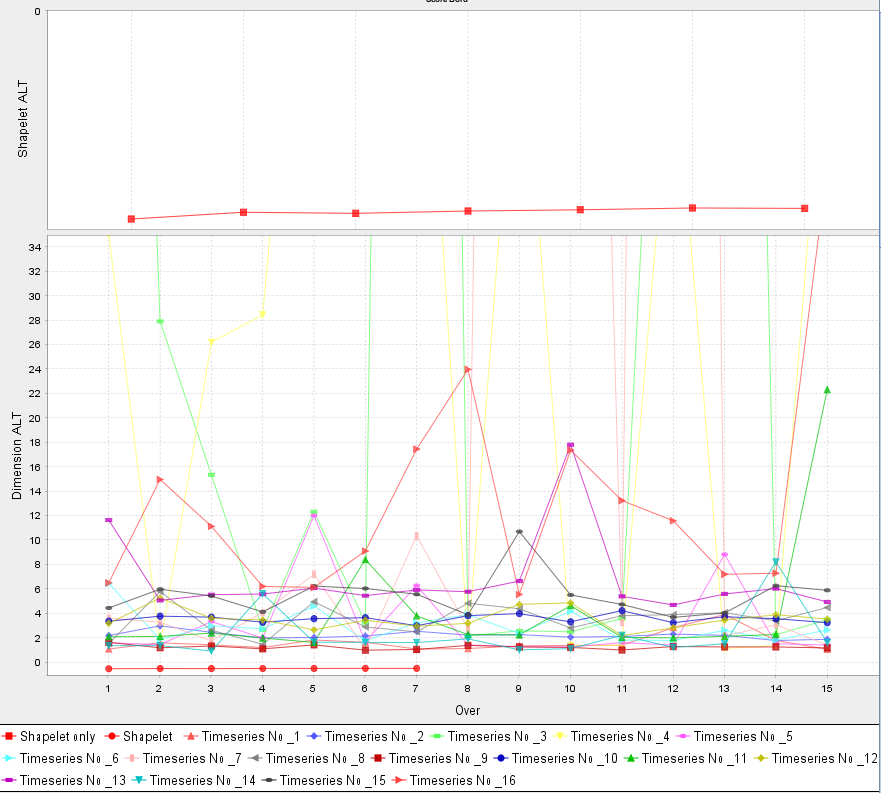 Score Bord
0
Shapelet ALT
34
32
30
28
26
24
22
20
18
16
14
12
10
8
6
4
2
0
Dimension ALT
1 2 3 4 5 6 7 8 9 10 11 12 13 14 15
Over
Shapelet only Shapelet Timeseries No _1 Timeseries No _2 Timeseries No _3 Timeseries No _4 Timeseries No _5
Timeseries No _6 Timeseries No _7 Timeseries No _8 Timeseries No _9 Timeseries No _10 Timeseries No _11 Timeseries No _12
Timeseries No _13 Timeseries No _14 Timeseries No _15 Timeseries No _16